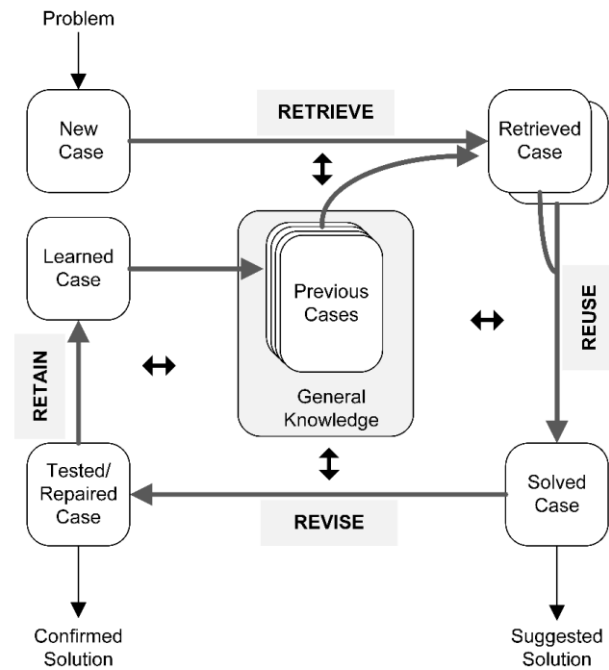 Problem
New
Case
RETRIEVE
Retrieved
Case
Learned
Case
Previous
Cases
General
Knowledge
REUSE
RETAIN
Tested/
Repaired
Case
REVISE
Solved
Case
Confirmed
Solution
Suggested
Solution